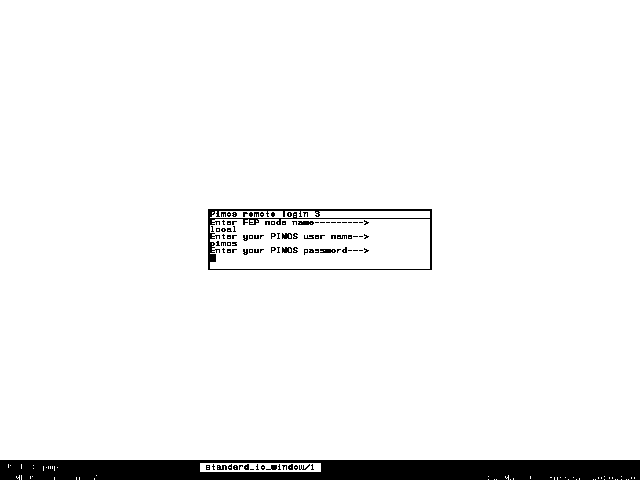 Pimos remote login 3
Enter FEP node name--------->
local
Enter your PIMOS user name-->
pimos
Enter your PIMOS password--->
standard_io_window/1